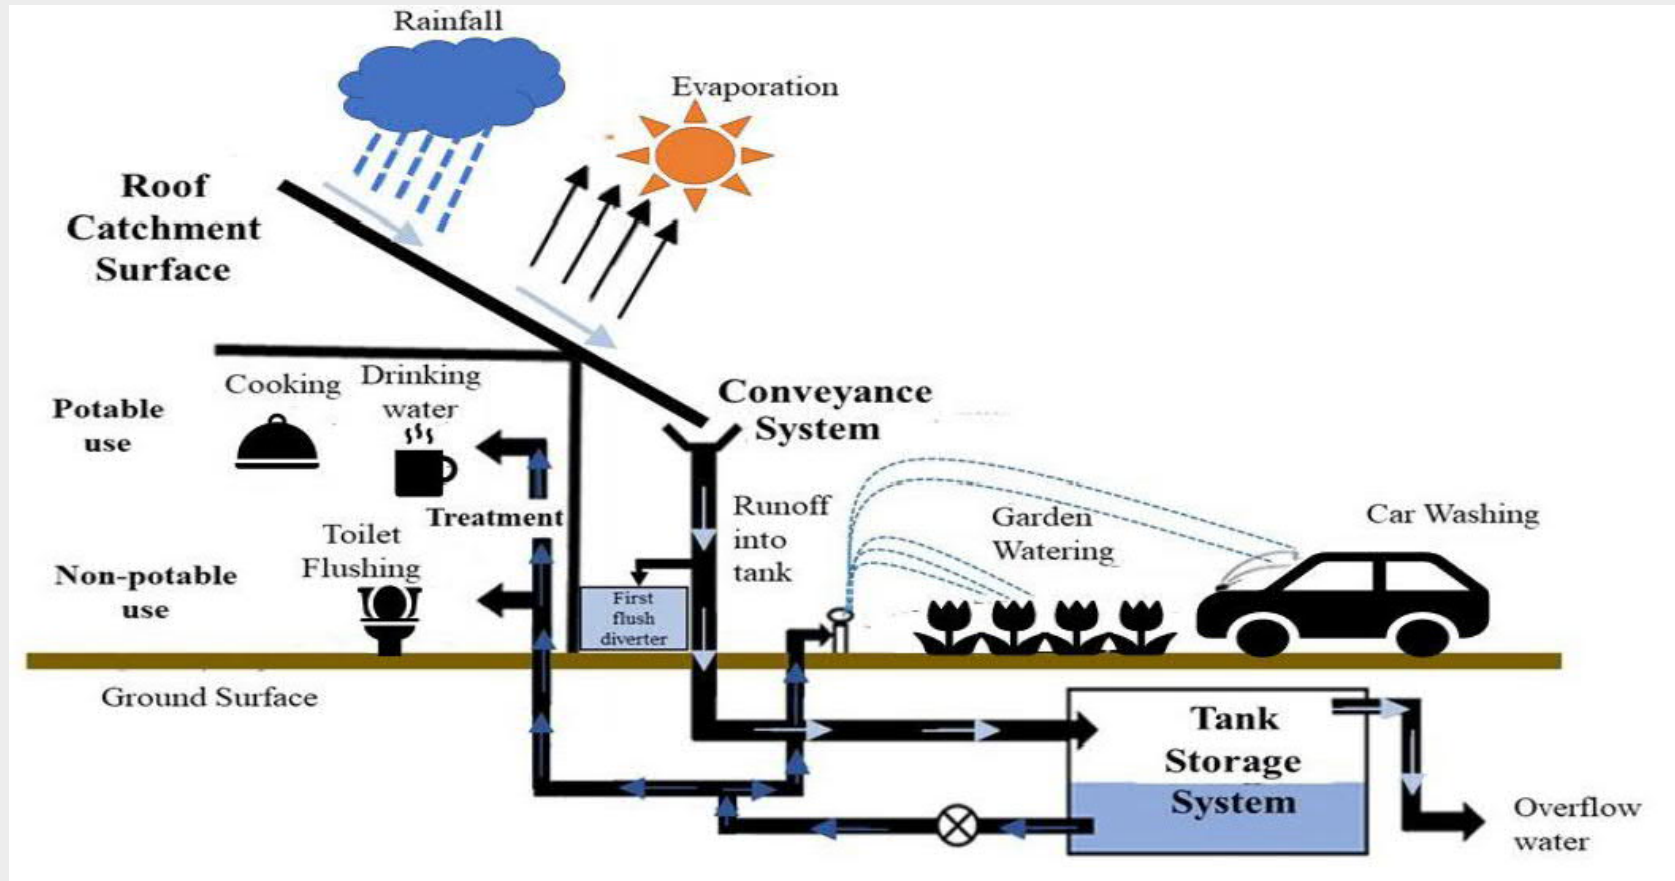 Rainfall
Evaporation
Roof
Catchment
Surface
Cooking
Drinking
water
Potable
use
Conveyance
System
Treatment
Runoff
into
tank
Garden
Watering
Car Washing
Toilet
Flushing
Non-potable
use
First
flush
diverter
Ground Surface
Tank
Storage
System
Overflow
water